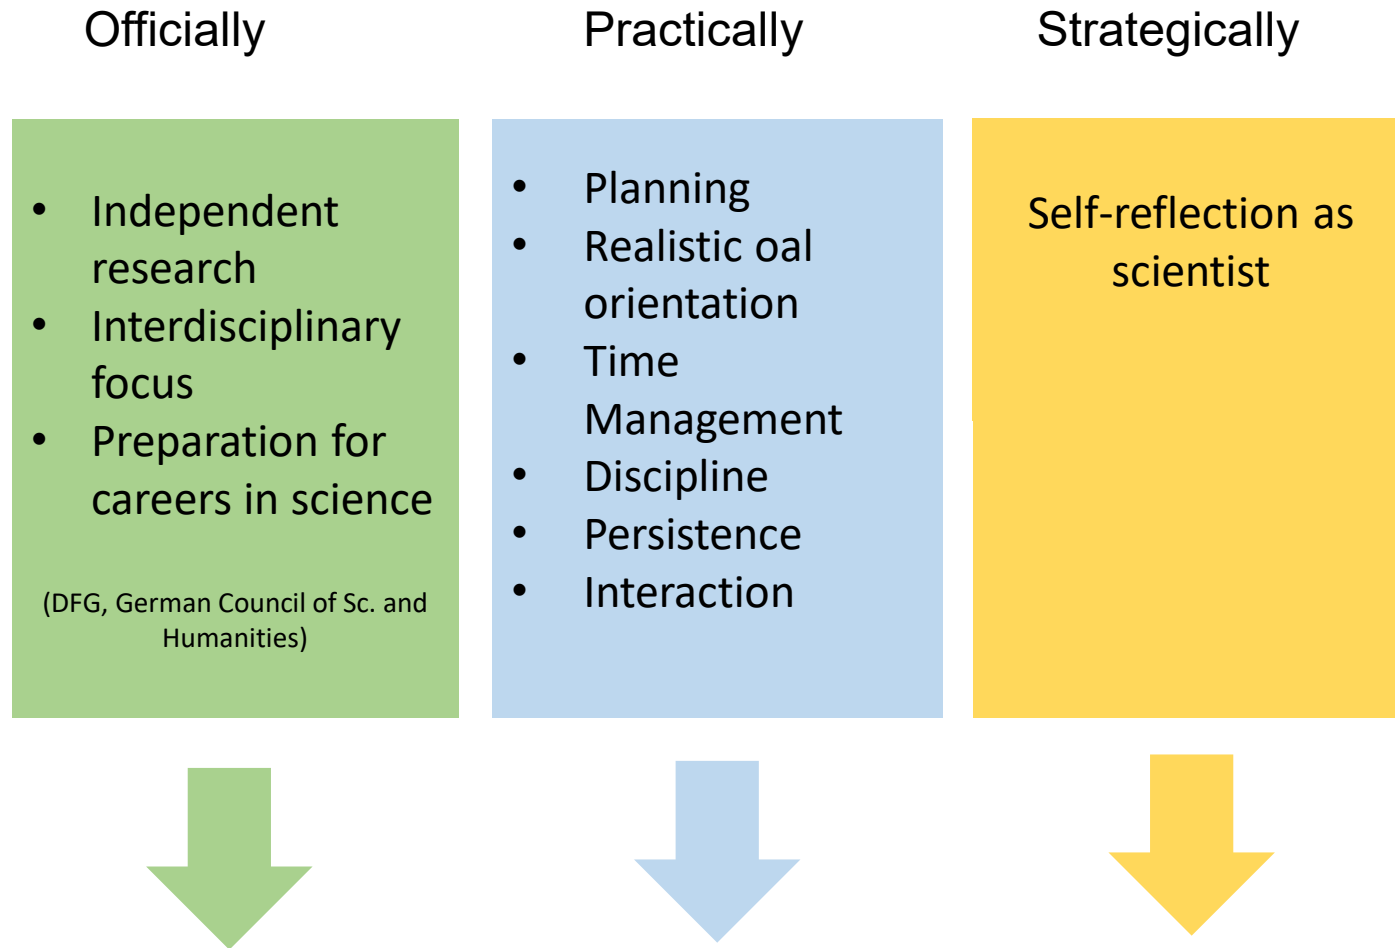 Officially
Practically
Strategically
• Independent
research
• Interdisciplinary
focus
• Preparation for
careers in science
(DFG, German Council of Sc. and
Humanities)
• Planning
• Realistic oal
orientation
• Time
Management
• Discipline
• Persistence
• Interaction
Self-reflection as
scientist